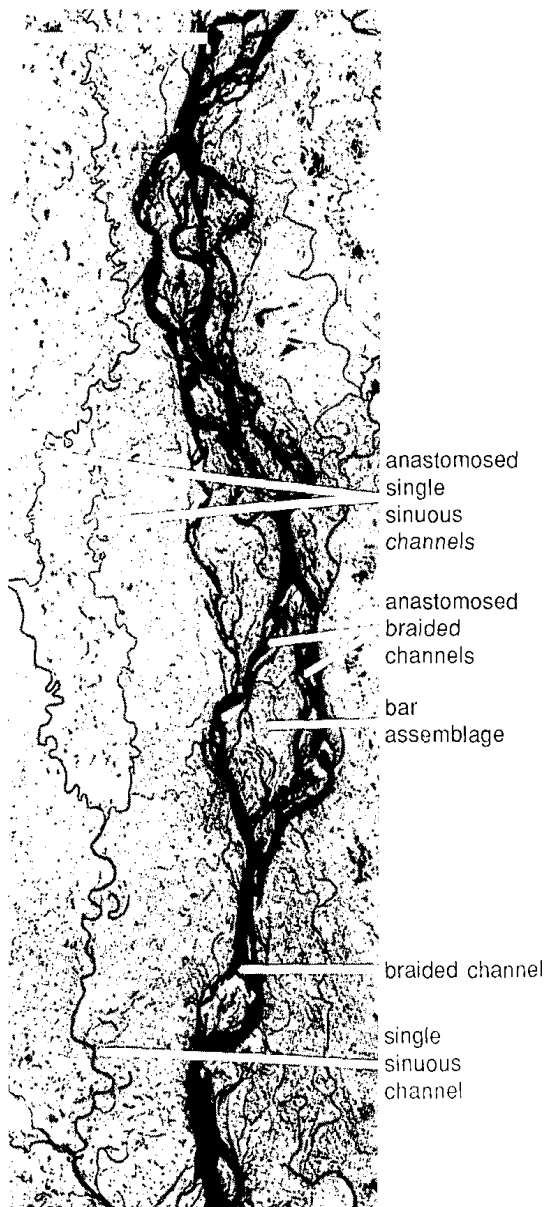 anastomosed
single
sinuous
channels
anastomosed
braided
channels
bar
assemblage
braided channel
single
sinuous
channel